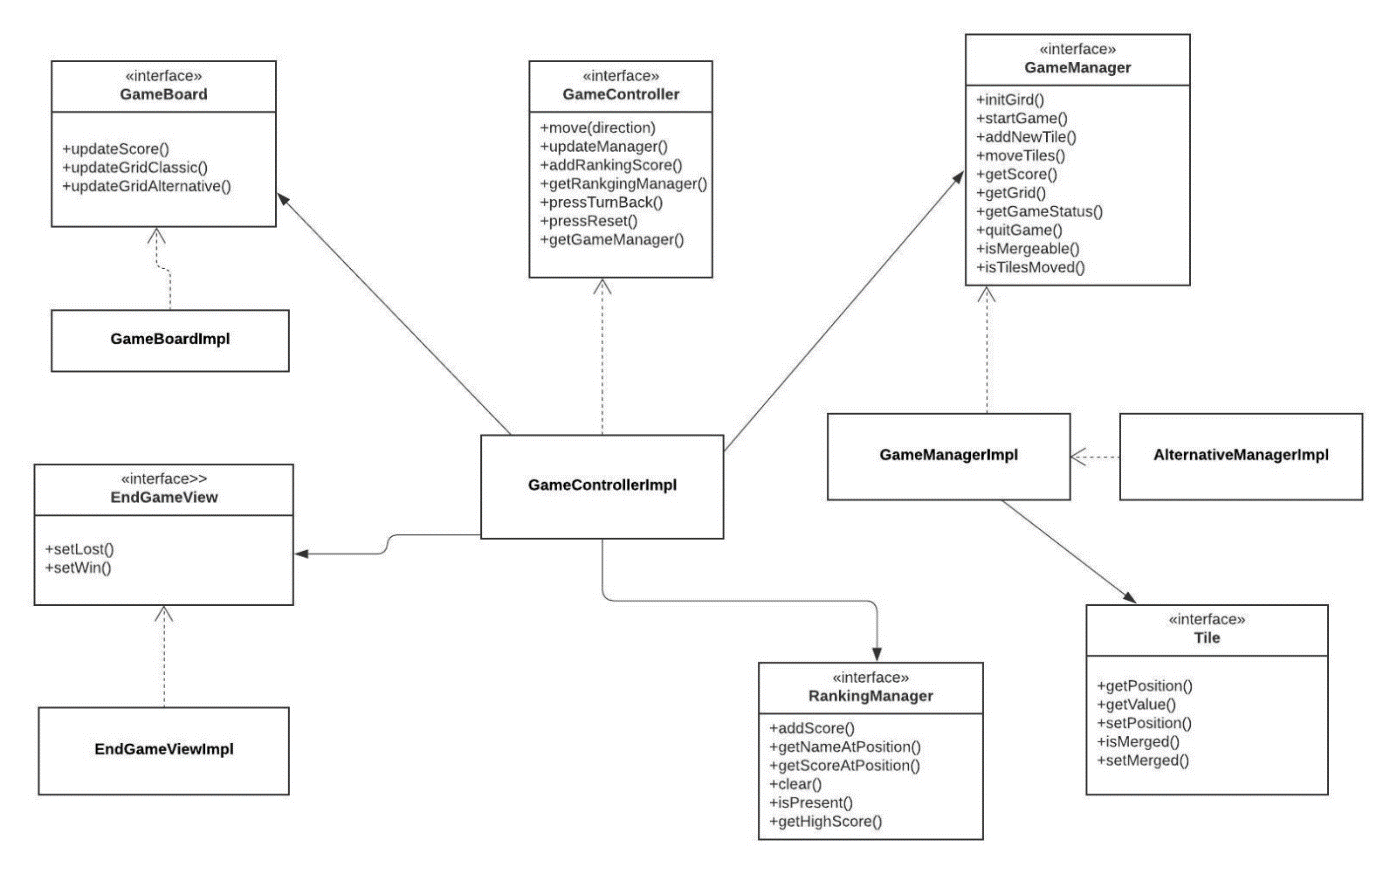 «interface»
GameBoard
+updateScore()
+updateGridClassic()
+updateGridAlternative()
«interface»
GameController
+move(direction)
+updateManager()
+addRankingScore()
+getRankgingManager()
+pressTurnBack()
+pressReset()
+getGameManager()
«interface»
GameManager
+initGird()
+startGame()
+addNewTile()
+moveTiles()
+getScore()
+getGrid()
+getGameStatus()
+quitGame()
+isMergeable()
+isTilesMoved()
GameBoardImpl
GameControllerImpl
GameManagerImpl
AlternativeManagerImpl
«interface>>
EndGameView
+setLost()
+setWin()
EndGameViewImpl
«interface»
RankingManager
+addScore()
+getNameAtPosition()
+getScoreAtPosition()
+clear()
+isPresent()
+getHighScore()
«interface»
Tile
+getPosition()
+getValue()
+setPosition()
+isMerged()
+setMerged()